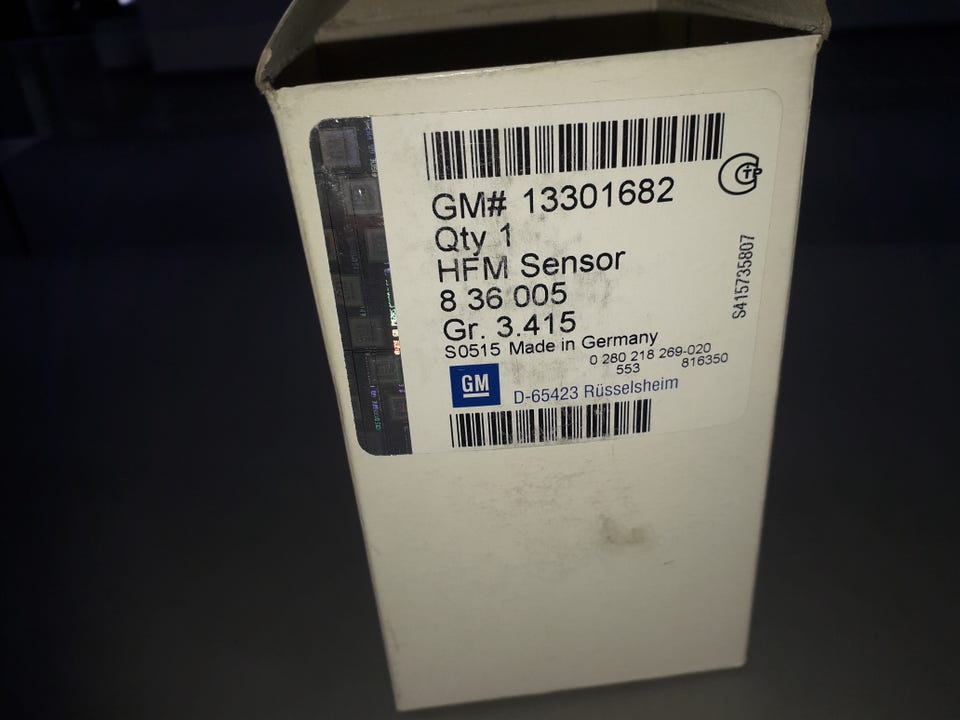 GM# 13301682
Qty 1
HFM Sensor
8 36 005
Gr. 3.415
S0515 Made in Germany
0 280 218 269-020
553 816350
GM
D-65423 Rüsselsheim
S415735807